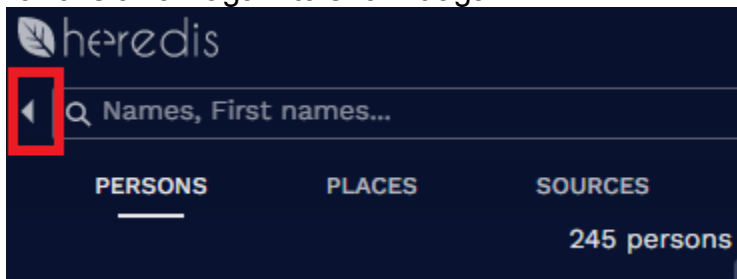 heredis
Names, First names...
PERSONS PLACES SOURCES
245 persons